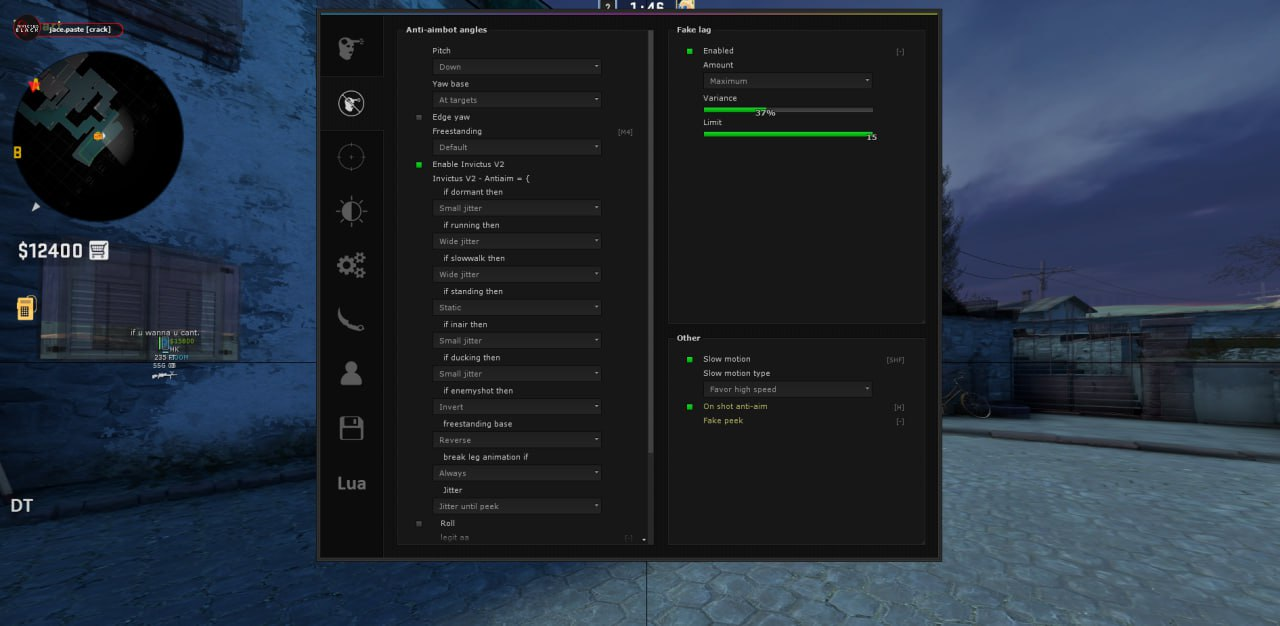 jace.paste [crack]
A
B
$12400
if u wanna u cant.
$15800
HK
235 FT
SSG 08
DT
?
1:46
Lua
Anti-aimbot angles
Pitch
Down
Yaw base
At targets
Edge yaw
Freestanding
[M4]
Default
Enable Invictus V2
Invictus V2 - Antiaim = {
if dormant then
Small jitter
if running then
Wide jitter
if slowwalk then
Wide jitter
if standing then
Static
if inair then
Small jitter
if ducking then
Small jitter
if enemyshot then
Invert
freestanding base
Reverse
break leg animation if
Always
Jitter
Jitter until peek
Roll
legit aa
[-]
Fake lag
Enabled
[-]
Amount
Maximum
Variance
37%
Limit
15
Other
Slow motion
[SHF]
Slow motion type
Favor high speed
On shot anti-aim
[H]
Fake peek
[-]